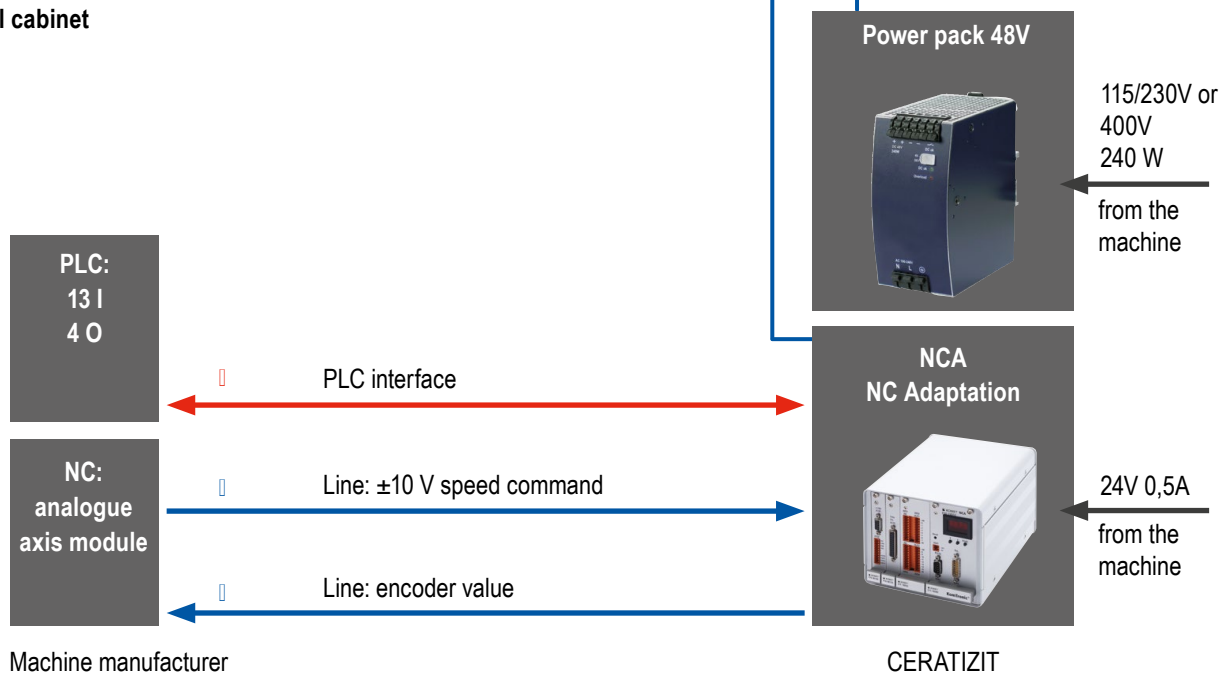 l cabinet
Power pack 48V
115/230V or
400V
240 W
from the
machine
PLC:
13 I
4 O
PLC interface
NCA
NC Adaptation
NC:
analogue
axis module
Line: ±10 V speed command
24V 0,5A
from the
machine
Line: encoder value
Machine manufacturer
CERATIZIT